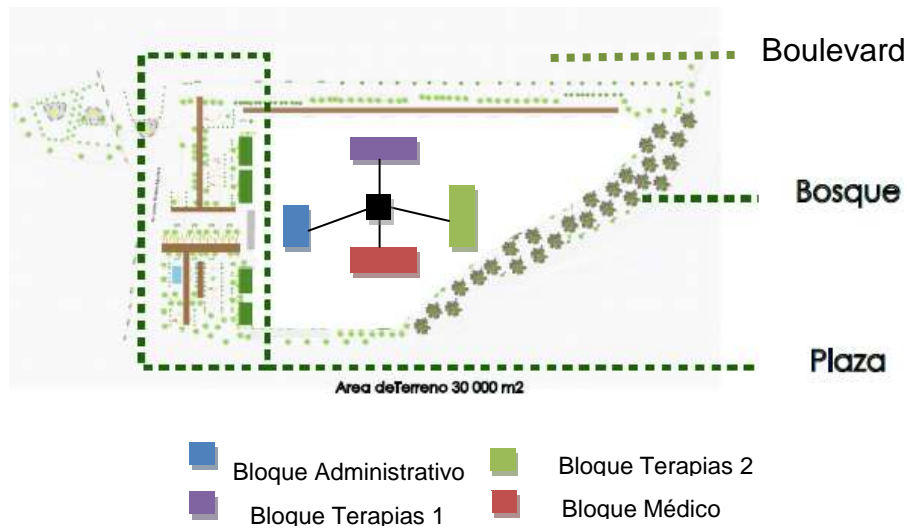 Boulevard
Bosque
Plaza
Area deTerreno 30 000 m2
Bloque Administrativo
Bloque Terapias 2
Bloque Terapias 1
Bloque Médico